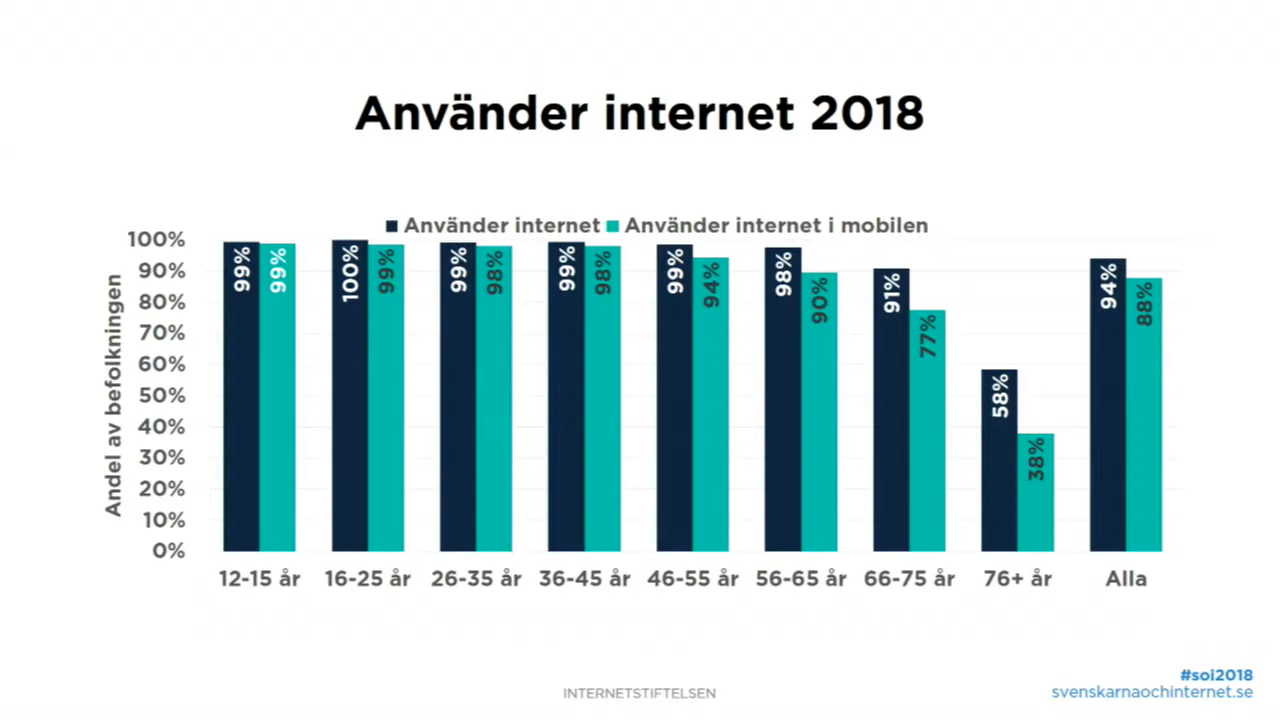 Använder internet 2018
Använder internet Använder internet i mobilen
Andel av befolkningen
100%
90%
80%
70%
60%
50%
40%
30%
20%
10%
0%
99% 99% 100% 99% 99% 98% 99% 98% 99% 94% 98% 90% 91% 77% 58% 38% 94% 88%
12-15 år 16-25 år 26-35 år 36-45 år 46-55 år 56-65 år 66-75 år 76+ år Alla
#soi2018
INTERNETSTIFTELSEN svenskarnaochinternet.se